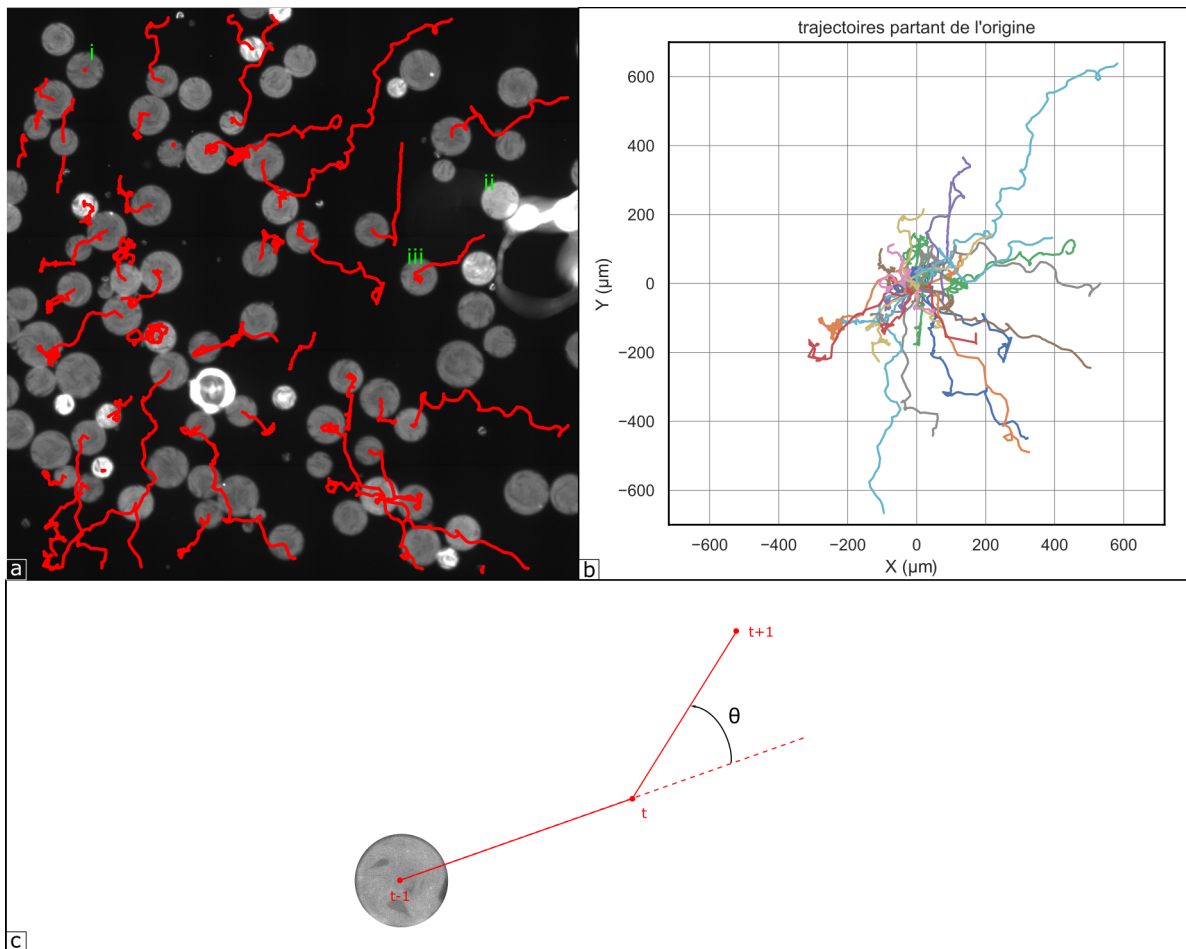 i
ii
iii
a
trajectoires partant de l'origine
600
400
200
0
−200
−400
−600
Y (µm)
−600 −400 −200 0 200 400 600
X (µm)
b
t+1
θ
t
t-1
c